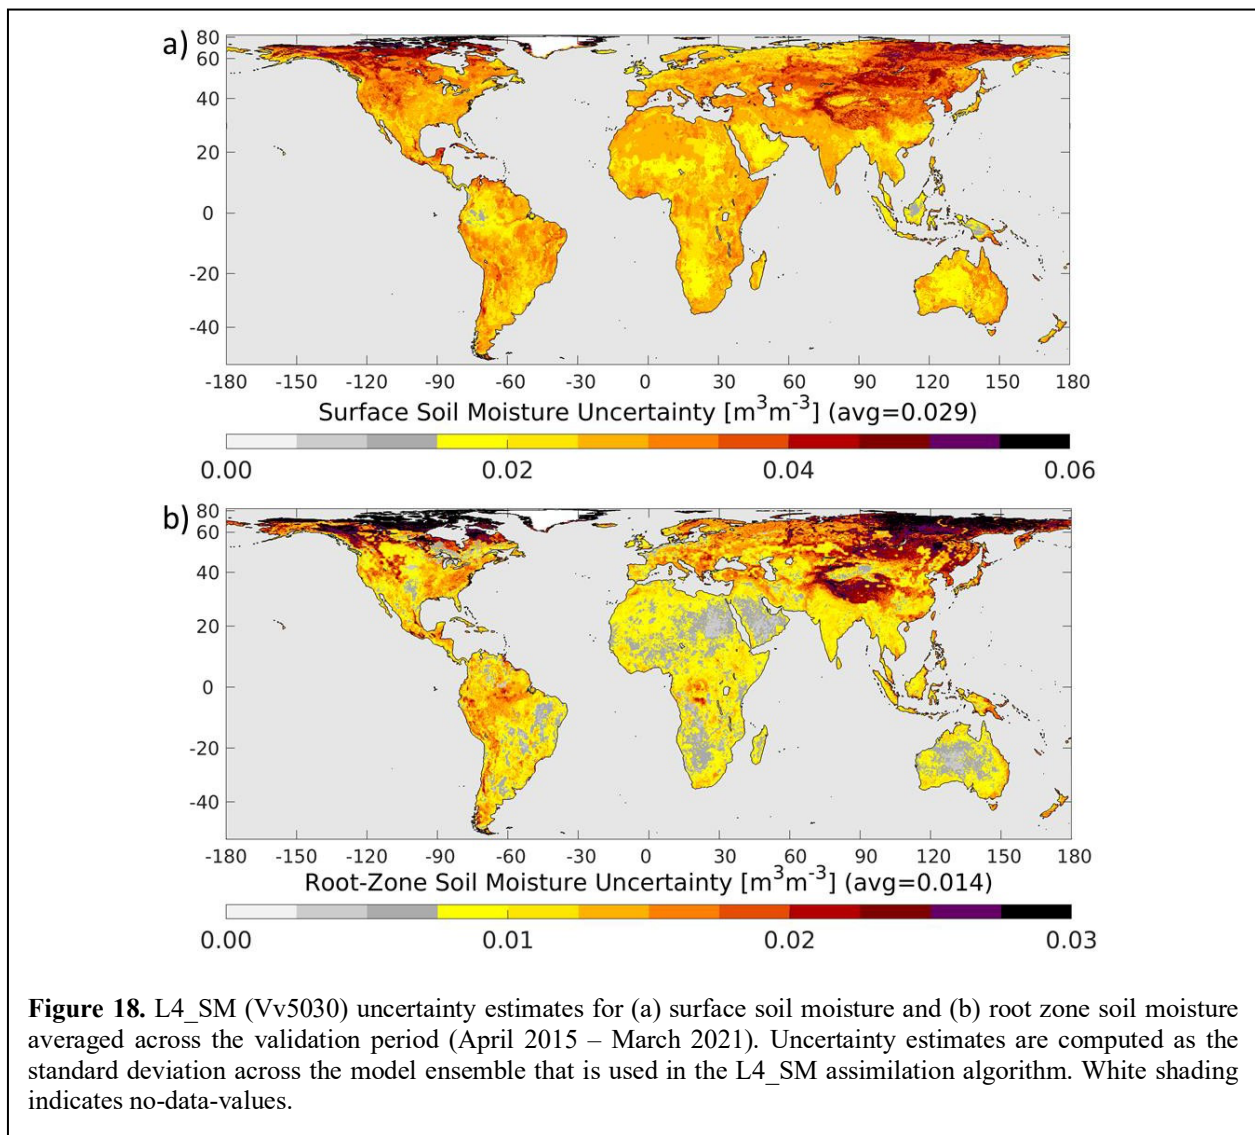 a)
80
60
40
20
0
-20
-40
-180 -150 -120 -90 -60 -30 0 30 60 90 120 150 180
Surface Soil Moisture Uncertainty [m³m⁻³] (avg=0.029)
0.00 0.02 0.04 0.06
b)
80
60
40
20
0
-20
-40
-180 -150 -120 -90 -60 -30 0 30 60 90 120 150 180
Root-Zone Soil Moisture Uncertainty [m³m⁻³] (avg=0.014)
0.00 0.01 0.02 0.03
Figure 18. L4_SM (Vv5030) uncertainty estimates for (a) surface soil moisture and (b) root zone soil moisture
averaged across the validation period (April 2015 – March 2021). Uncertainty estimates are computed as the
standard deviation across the model ensemble that is used in the L4_SM assimilation algorithm. White shading
indicates no-data-values.